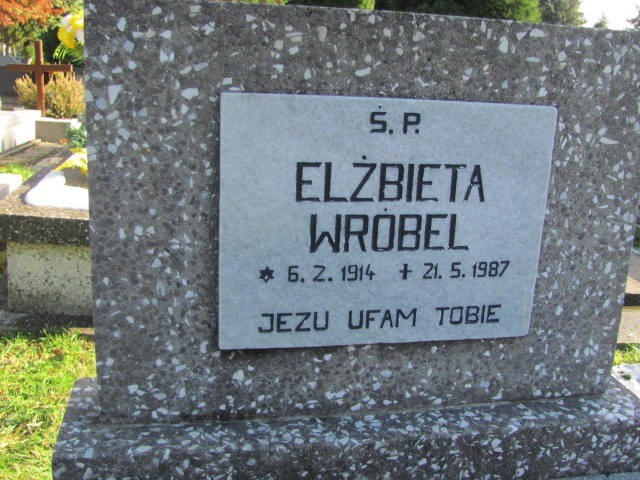 Ś. P.
ELŻBIETA
WRÓBEL
* 6. 2. 1914 + 21. 5. 1987
JEZU UFAM TOBIE